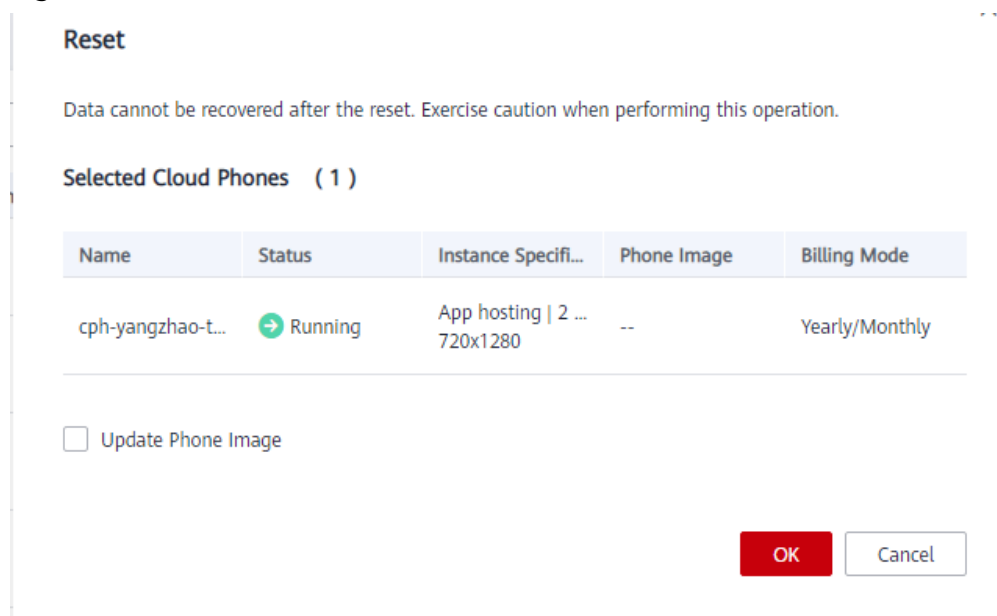 Reset
Data cannot be recovered after the reset. Exercise caution when performing this operation.
Selected Cloud Phones ( 1 )
Name Status Instance Specifi... Phone Image Billing Mode
cph-yangzhao-t... Running App hosting | 2 ... -- Yearly/Monthly
720x1280
Update Phone Image
OK Cancel